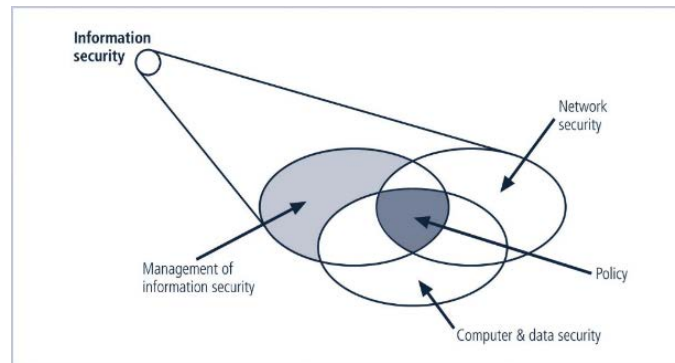 Information
security
Network
security
Management of
information security
Policy
Computer & data security